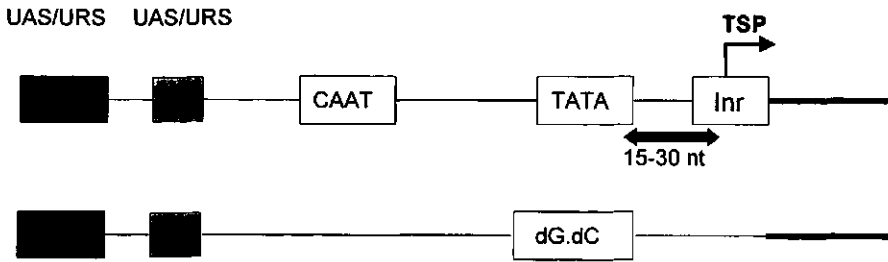 UAS/URS UAS/URS TSP
CAAT TATA Inr
15-30 nt
dG.dC